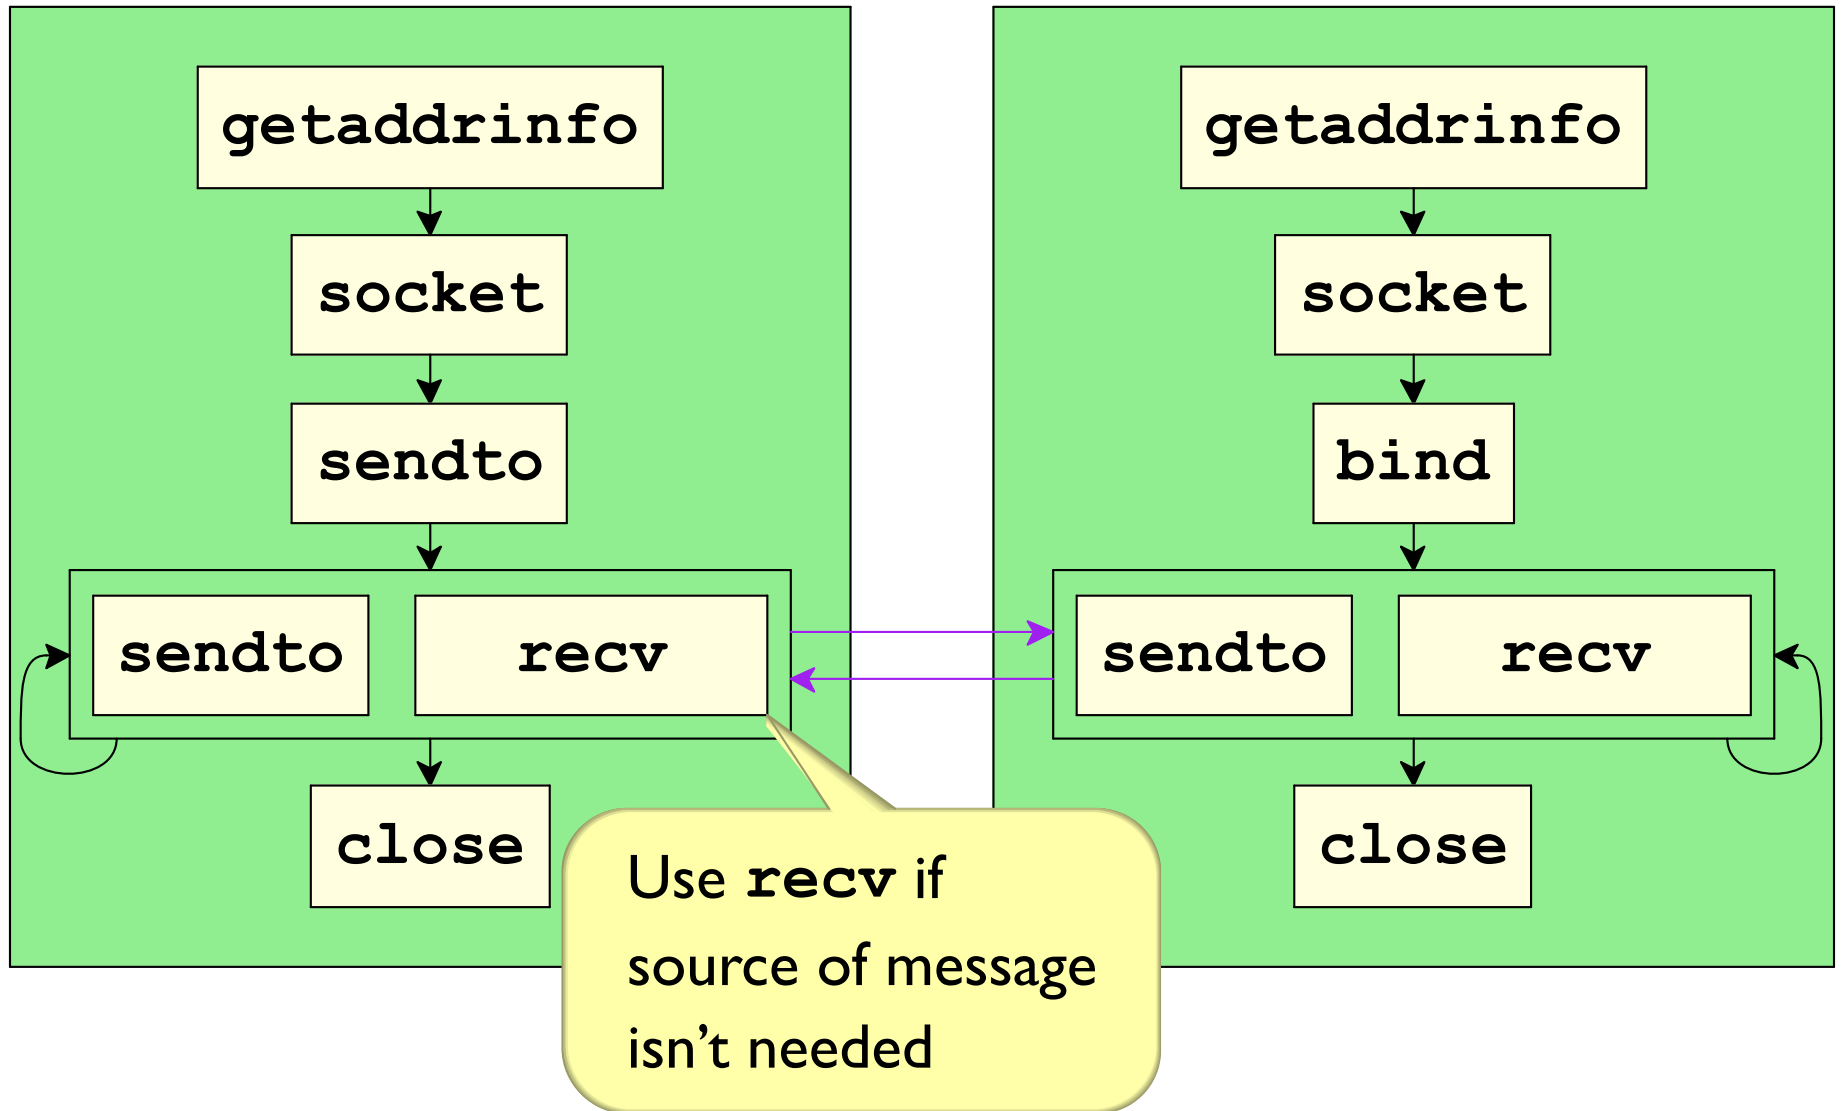 getaddrinfo
socket
sendto
sendto recv
close
getaddrinfo
socket
bind
sendto recv
close
Use recv if
source of message
isn’t needed